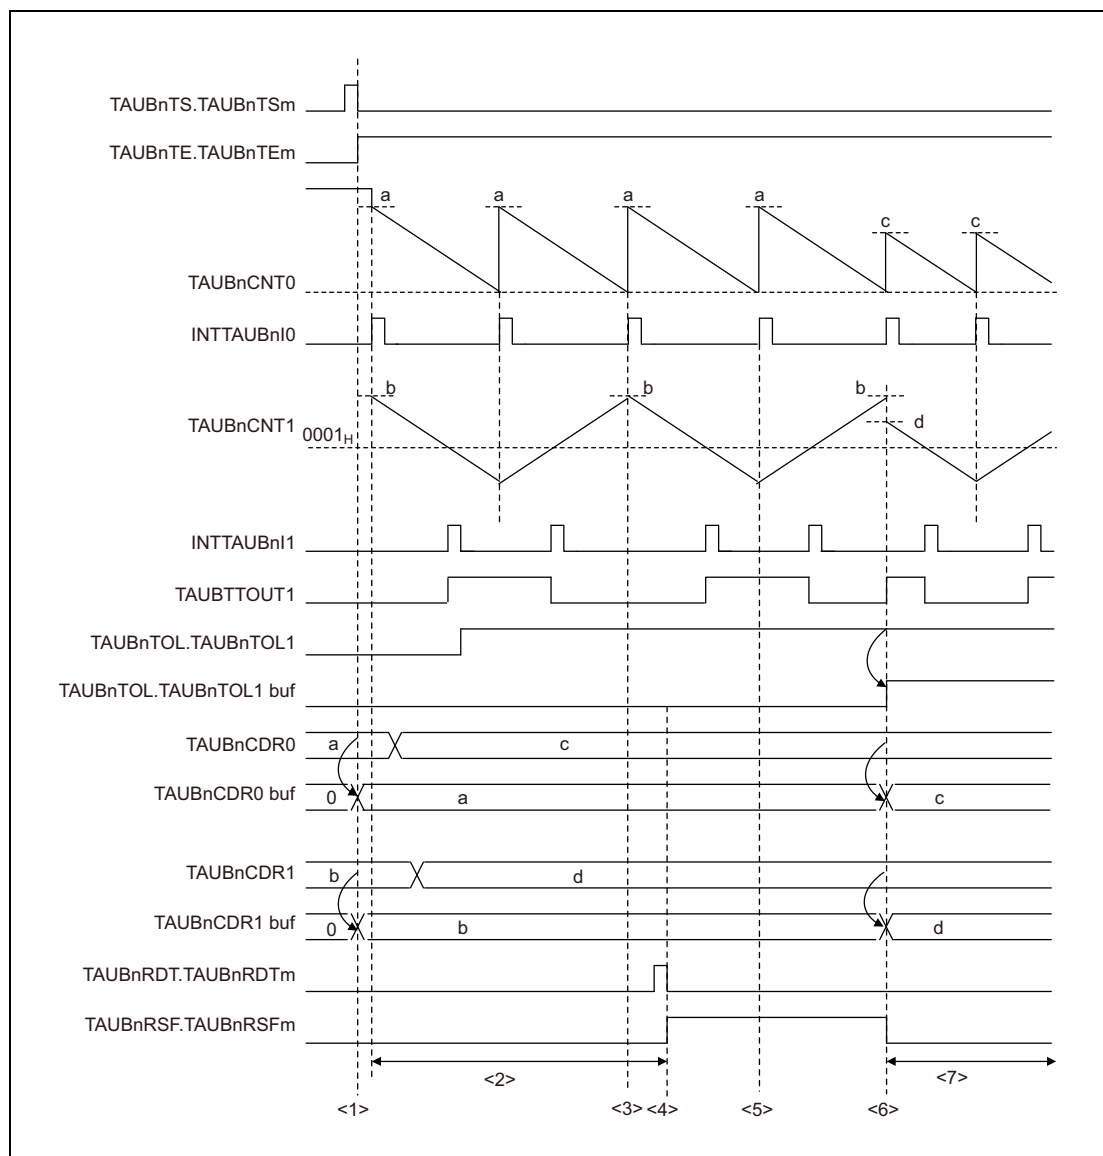 TAUBnTS.TAUBnTSm
TAUBnTE.TAUBnTEm
a a a a c c
TAUBnCNT0
INTTAUBnI0
b b b
TAUBnCNT1
d
0001H
INTTAUBnI1
TAUBTTOUT1
TAUBnTOL.TAUBnTOL1
TAUBnTOL.TAUBnTOL1 buf
TAUBnCDR0 a c
TAUBnCDR0 buf 0 a c
TAUBnCDR1 b d
TAUBnCDR1 buf 0 b d
TAUBnRDT.TAUBnRDTm
TAUBnRSF.TAUBnRSFm
<2> <7>
<1> <3> <4> <5> <6>